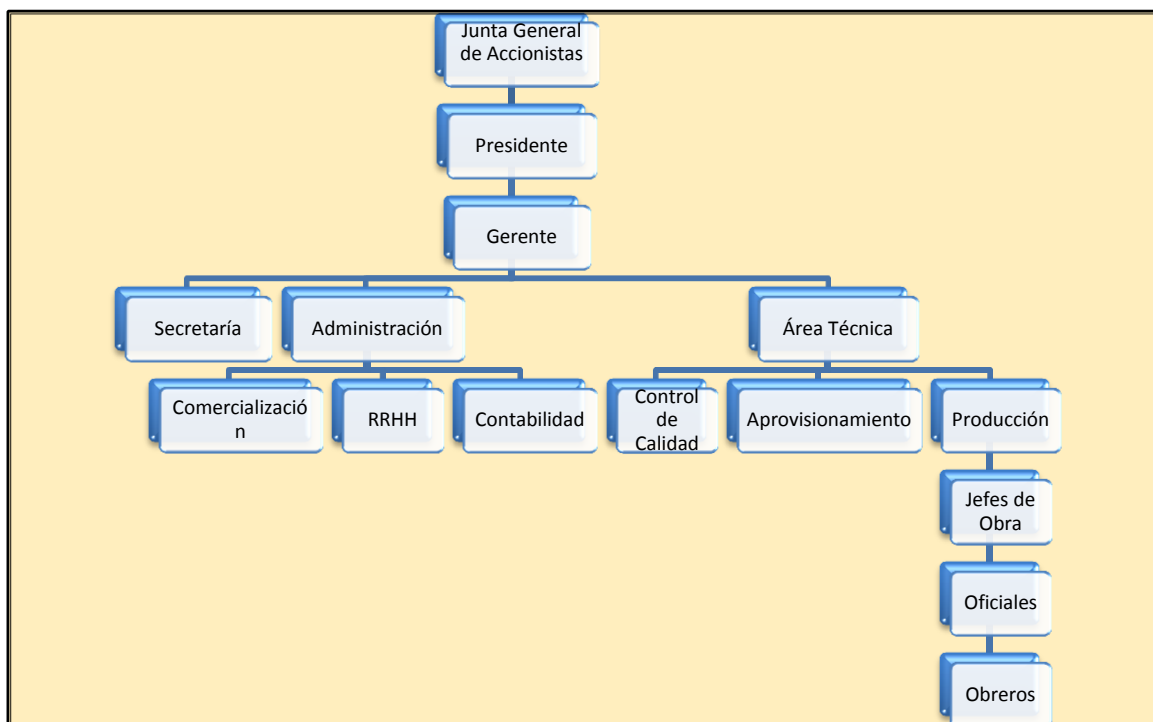 Junta General
de Accionistas
Presidente
Gerente
Secretaría
Administración
Área Técnica
Comercializació
n
RRHH
Contabilidad
Control
de
Calidad
Aprovisionamiento
Producción
Jefes de
Obra
Oficiales
Obreros